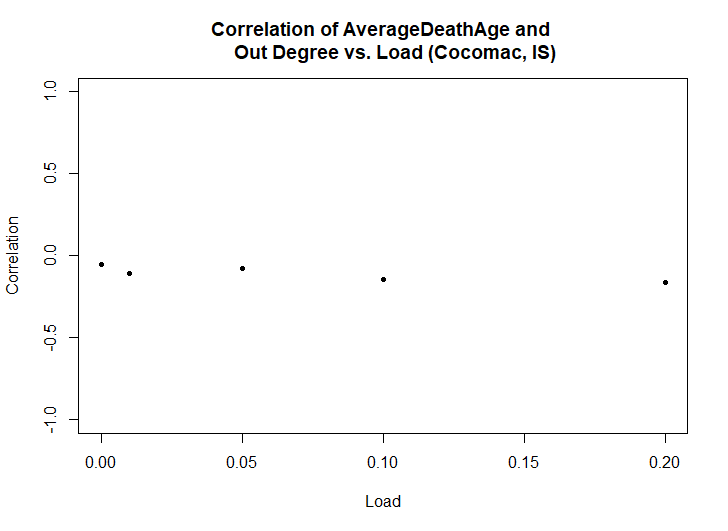 Correlation of AverageDeathAge and
Out Degree vs. Load (Cocomac, IS)
1.0
0.5
0.0
-0.5
-1.0
Correlation
0.00 0.05 0.10 0.15 0.20
Load